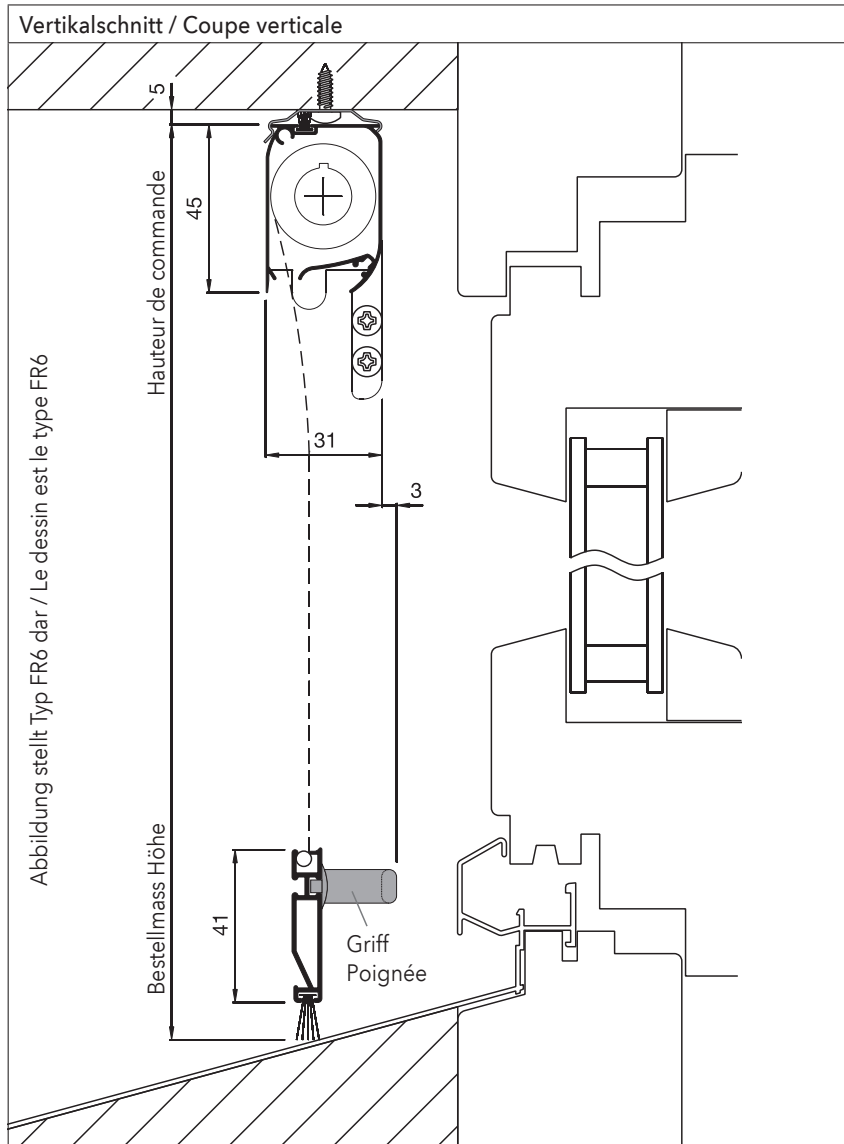 Vertikalschnitt / Coupe verticale
5
Hauteur de commande
45
31
3
Abbildung stellt Typ FR6 dar / Le dessin est le type FR6
Bestellmass Höhe
41
Griff
Poignée